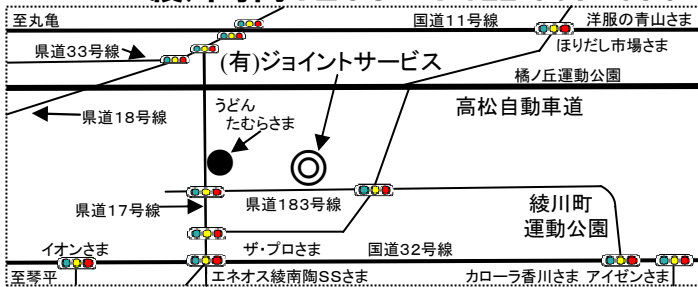 至丸亀
国道11号線
洋服の青山さま
県道33号線
ほりだし市場さま
(有)ジョイントサービス
橘ノ丘運動公園
高松自動車道
県道18号線
うどん
たむらさま
県道17号線
県道183号線
綾川町
運動公園
イオンさま
ザ・プロさま
国道32号線
至琴平
エネオス綾南陶SSさま
カローラ香川さま
アイゼンさま